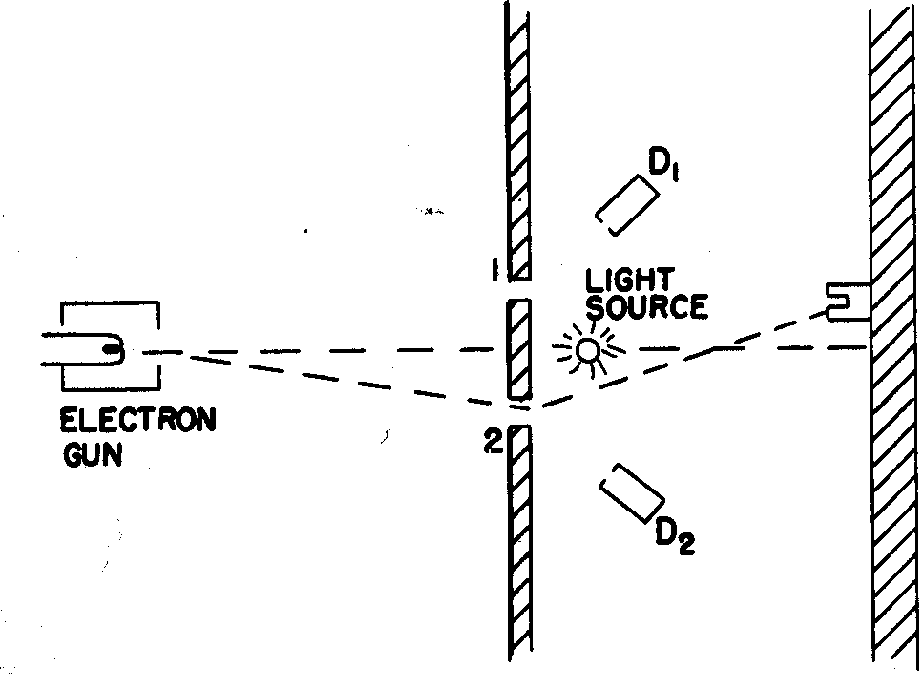 D1
1
LIGHT
SOURCE
ELECTRON
GUN
2
D2